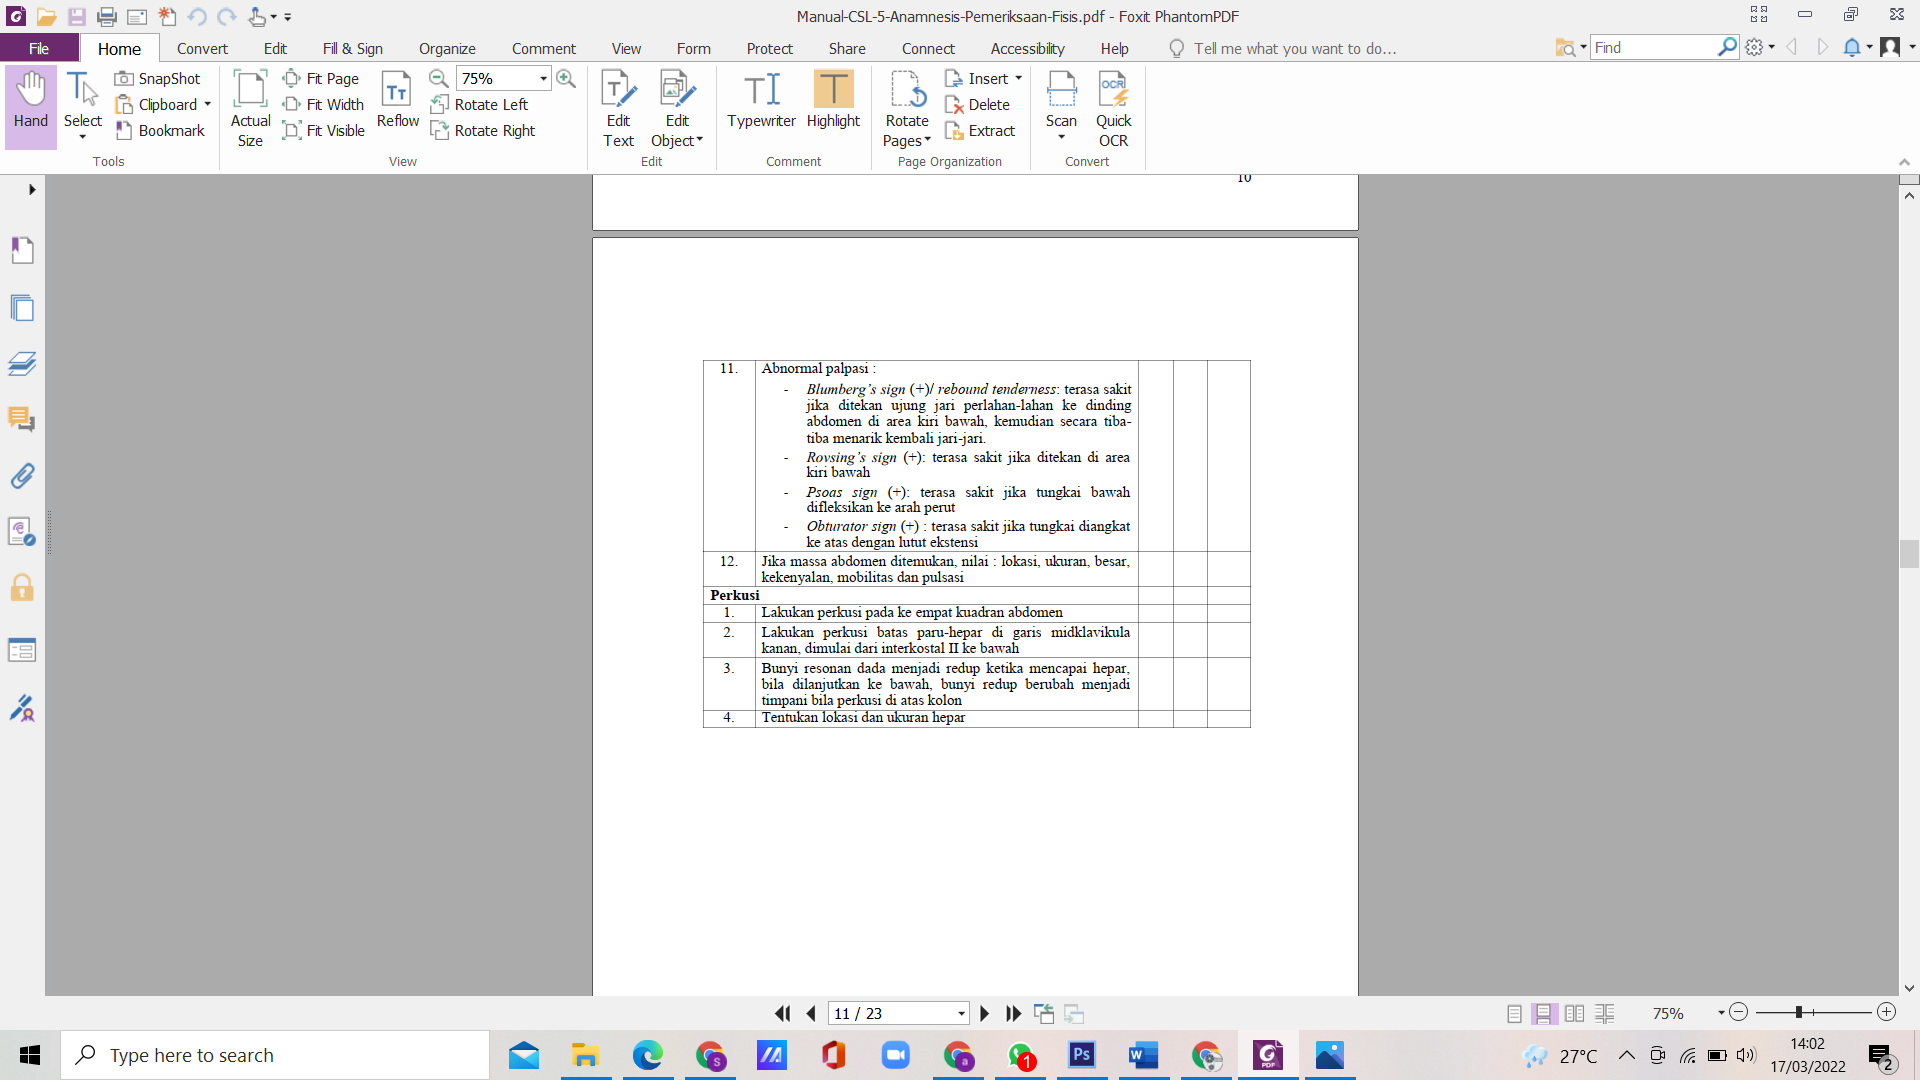 Manual-CSL-5-Anamnesis-Pemeriksaan-Fisis.pdf - Foxit PhantomPDF
File Home Convert Edit Fill & Sign Organize Comment View Form Protect Share Connect Accessibility Help Tell me what you want to do... Find
Hand
Select
SnapShot
Clipboard
Bookmark
Tools
Actual Size
Fit Page
Fit Width
Fit Visible
Reflow
75%
Rotate Left
Rotate Right
View
Edit Text
Edit Object
Edit
Typewriter
Highlight
Comment
Rotate Pages
Insert
Delete
Extract
Page Organization
Scan
Quick OCR
Convert
10
11. Abnormal palpasi :
- Blumberg's sign (+)/ rebound tenderness: terasa sakit
jika ditekan ujung jari perlahan-lahan ke dinding
abdomen di area kiri bawah, kemudian secara tiba-
tiba menarik kembali jari-jari.
- Rovsing's sign (+): terasa sakit jika ditekan di area
kiri bawah
- Psoas sign (+): terasa sakit jika tungkai bawah
difleksikan ke arah perut
- Obturator sign (+) : terasa sakit jika tungkai diangkat
ke atas dengan lutut ekstensi
12. Jika massa abdomen ditemukan, nilai : lokasi, ukuran, besar,
kekenyalan, mobilitas dan pulsasi
Perkusi
1. Lakukan perkusi pada ke empat kuadran abdomen
2. Lakukan perkusi batas paru-hepar di garis midklavikula
kanan, dimulai dari interkostal II ke bawah
3. Bunyi resonan dada menjadi redup ketika mencapai hepar,
bila dilanjutkan ke bawah, bunyi redup berubah menjadi
timpani bila perkusi di atas kolon
4. Tentukan lokasi dan ukuran hepar
11 / 23
75%
Type here to search
27°C
14:02
17/03/2022